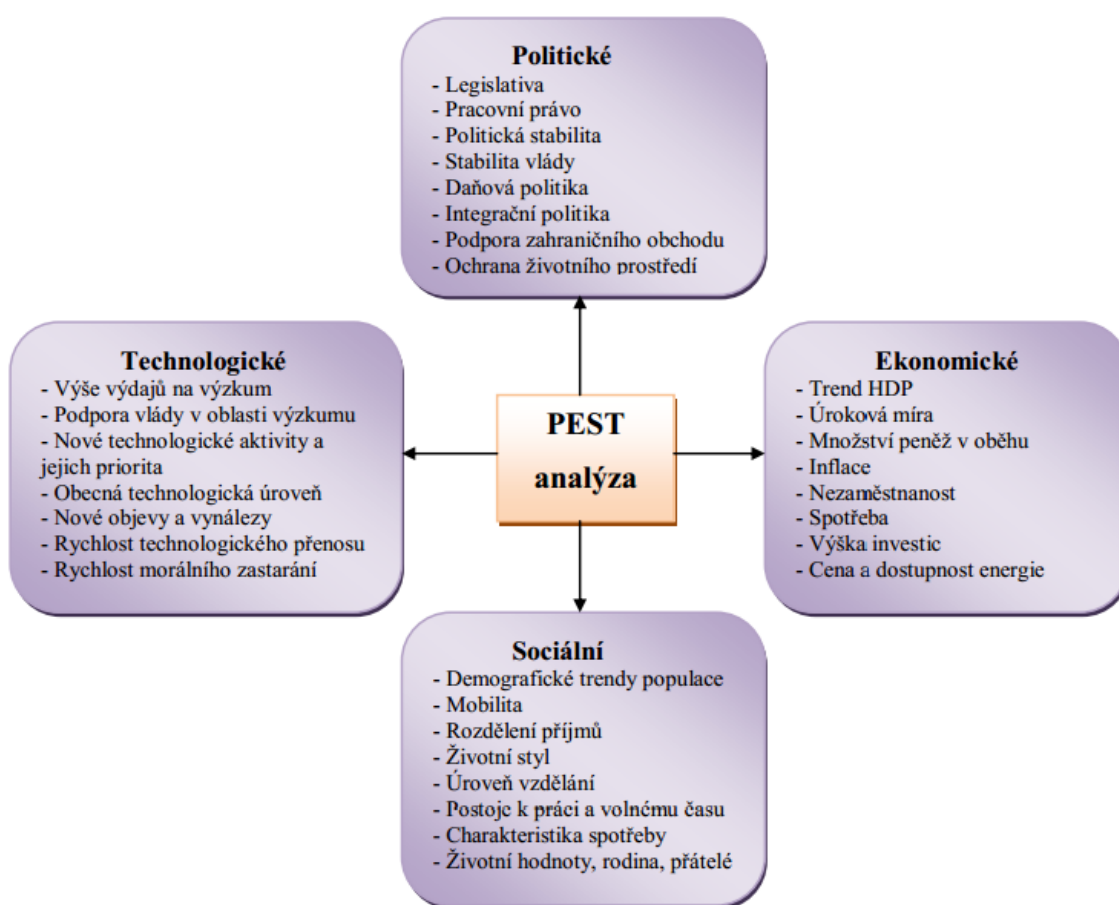 Politické
- Legislativa
- Pracovní právo
- Politická stabilita
- Stabilita vlády
- Daňová politika
- Integrační politika
- Podpora zahraničního obchodu
- Ochrana životního prostředí
Technologické
- Výše výdajů na výzkum
- Podpora vlády v oblasti výzkumu
- Nové technologické aktivity a
jejich priorita
- Obecná technologická úroveň
- Nové objevy a vynálezy
- Rychlost technologického přenosu
- Rychlost morálního zastarání
PEST
analýza
Ekonomické
- Trend HDP
- Úroková míra
- Množství peněž v oběhu
- Inflace
- Nezaměstnanost
- Spotřeba
- Výška investic
- Cena a dostupnost energie
Sociální
- Demografické trendy populace
- Mobilita
- Rozdělení příjmů
- Životní styl
- Úroveň vzdělání
- Postoje k práci a volnému času
- Charakteristika spotřeby
- Životní hodnoty, rodina, přátelé